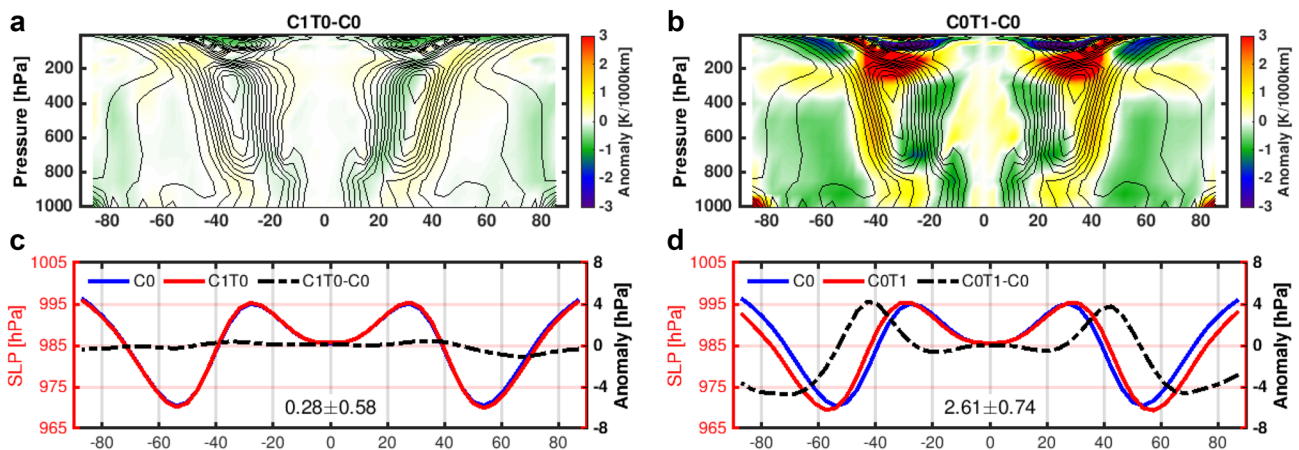 a
C1T0-C0
Pressure [hPa]
200
400
600
800
1000
-80 -60 -40 -20 0 20 40 60 80
3
2
1
0
-1
-2
-3
Anomaly [K/1000km]
b
C0T1-C0
Pressure [hPa]
200
400
600
800
1000
-80 -60 -40 -20 0 20 40 60 80
3
2
1
0
-1
-2
-3
Anomaly [K/1000km]
c
SLP [hPa]
1005
995
985
975
965
C0 C1T0 C1T0-C0
0.28±0.58
8
4
0
-4
-8
Anomaly [hPa]
-80 -60 -40 -20 0 20 40 60 80
d
SLP [hPa]
1005
995
985
975
965
C0 C0T1 C0T1-C0
2.61±0.74
8
4
0
-4
-8
Anomaly [hPa]
-80 -60 -40 -20 0 20 40 60 80